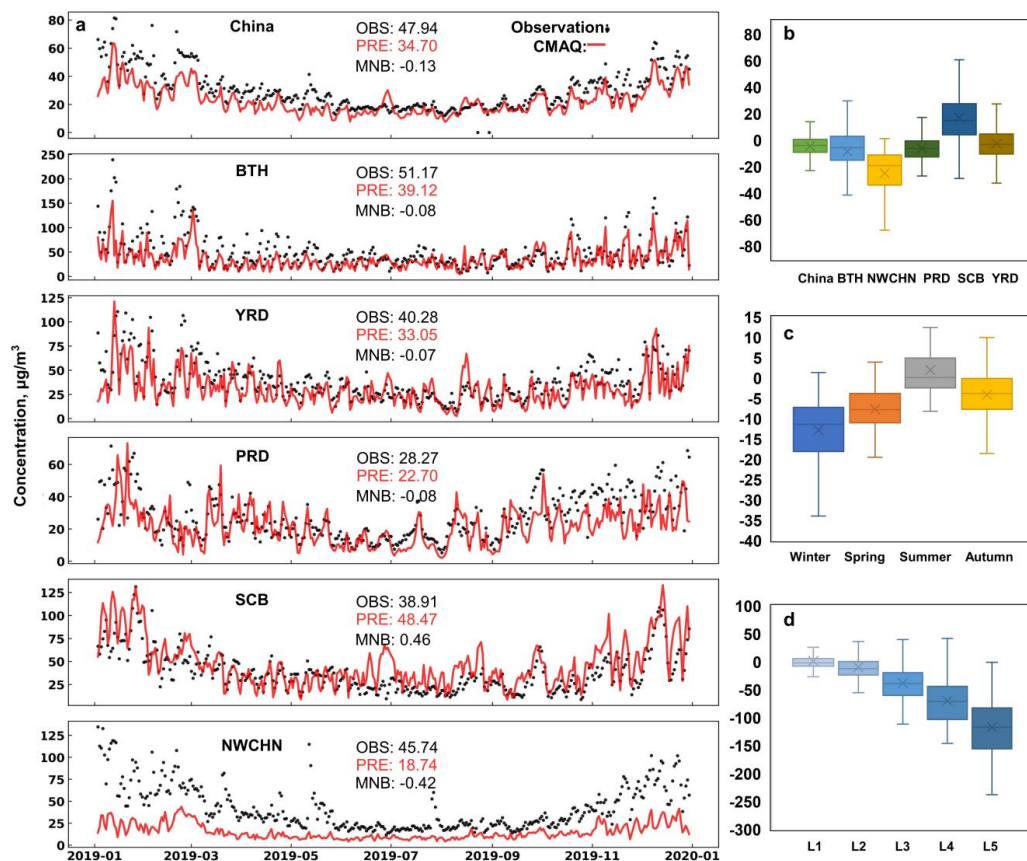 a
China
OBS: 47.94
PRE: 34.70
MNB: -0.13
Observation:
CMAQ:
80
60
40
20
0
BTH
OBS: 51.17
PRE: 39.12
MNB: -0.08
250
200
150
100
50
0
YRD
OBS: 40.28
PRE: 33.05
MNB: -0.07
125
100
75
50
25
0
PRD
OBS: 28.27
PRE: 22.70
MNB: -0.08
60
40
20
0
SCB
OBS: 38.91
PRE: 48.47
MNB: 0.46
125
100
75
50
25
NWCHN
OBS: 45.74
PRE: 18.74
MNB: -0.42
125
100
75
50
25
0
2019-01 2019-03 2019-05 2019-07 2019-09 2019-11 2020-01
Concentration, µg/m³
b
80
60
40
20
0
-20
-40
-60
-80
China BTH NWCHN PRD SCB YRD
c
15
10
5
0
-5
-10
-15
-20
-25
-30
-35
-40
Winter Spring Summer Autumn
d
100
50
0
-50
-100
-150
-200
-250
-300
L1 L2 L3 L4 L5